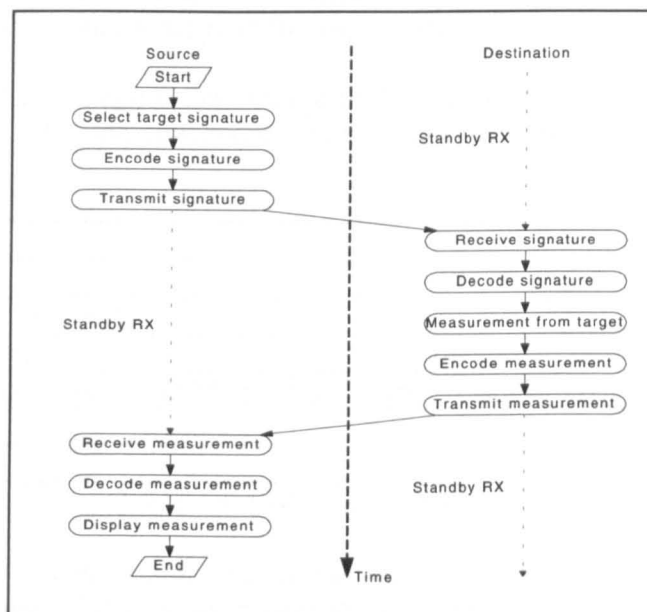 Source
Start
Select target signature
Encode signature
Transmit signature
Standby RX
Receive measurement
Decode measurement
Display measurement
End
Time
Destination
Standby RX
Receive signature
Decode signature
Measurement from target
Encode measurement
Transmit measurement
Standby RX